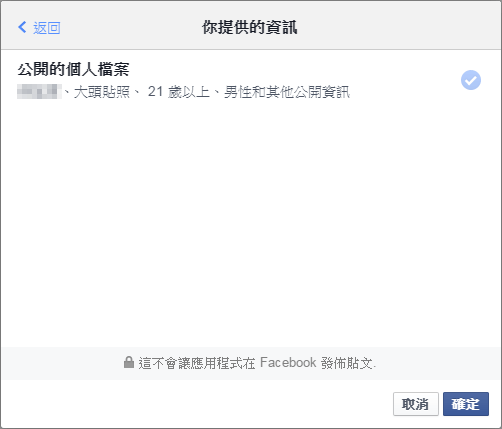 返回
你提供的資訊
公開的個人檔案
、大頭貼照、 21 歲以上、男性和其他公開資訊
這不會讓應用程式在 Facebook 發佈貼文.
取消
確定